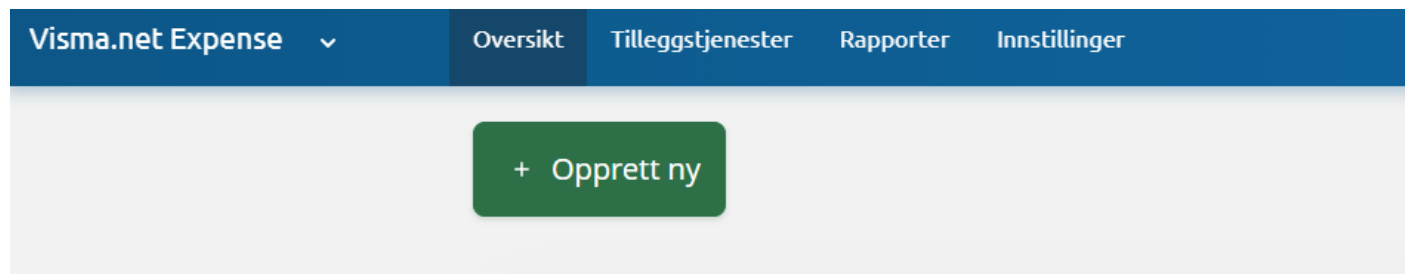 Visma.net Expense Oversikt Tilleggstjenester Rapporter Innstillinger
+ Opprett ny